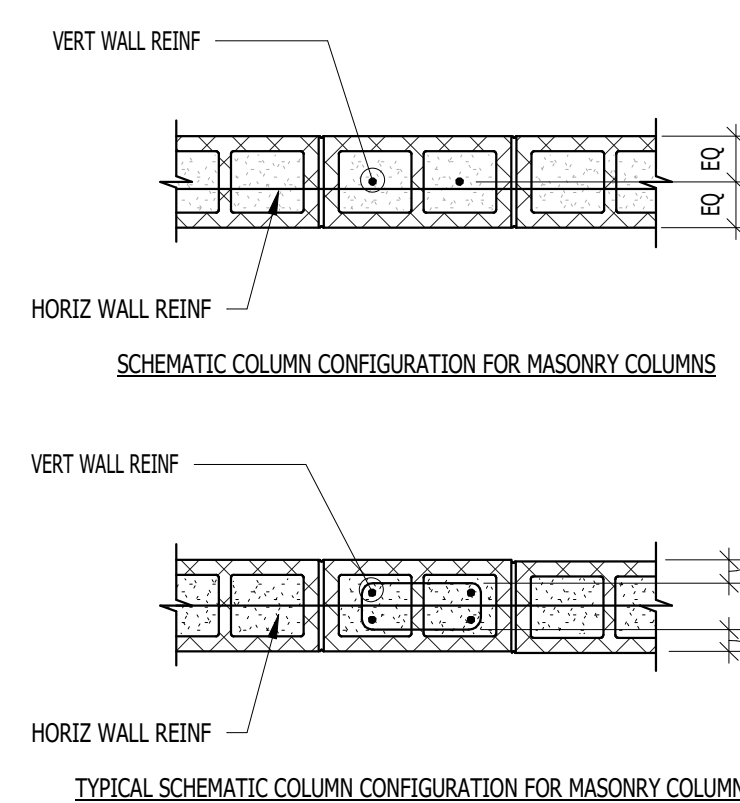 VERT WALL REINF
EQ
EQ
HORIZ WALL REINF
SCHEMATIC COLUMN CONFIGURATION FOR MASONRY COLUMNS
VERT WALL REINF
HORIZ WALL REINF
TYPICAL SCHEMATIC COLUMN CONFIGURATION FOR MASONRY COLUMN